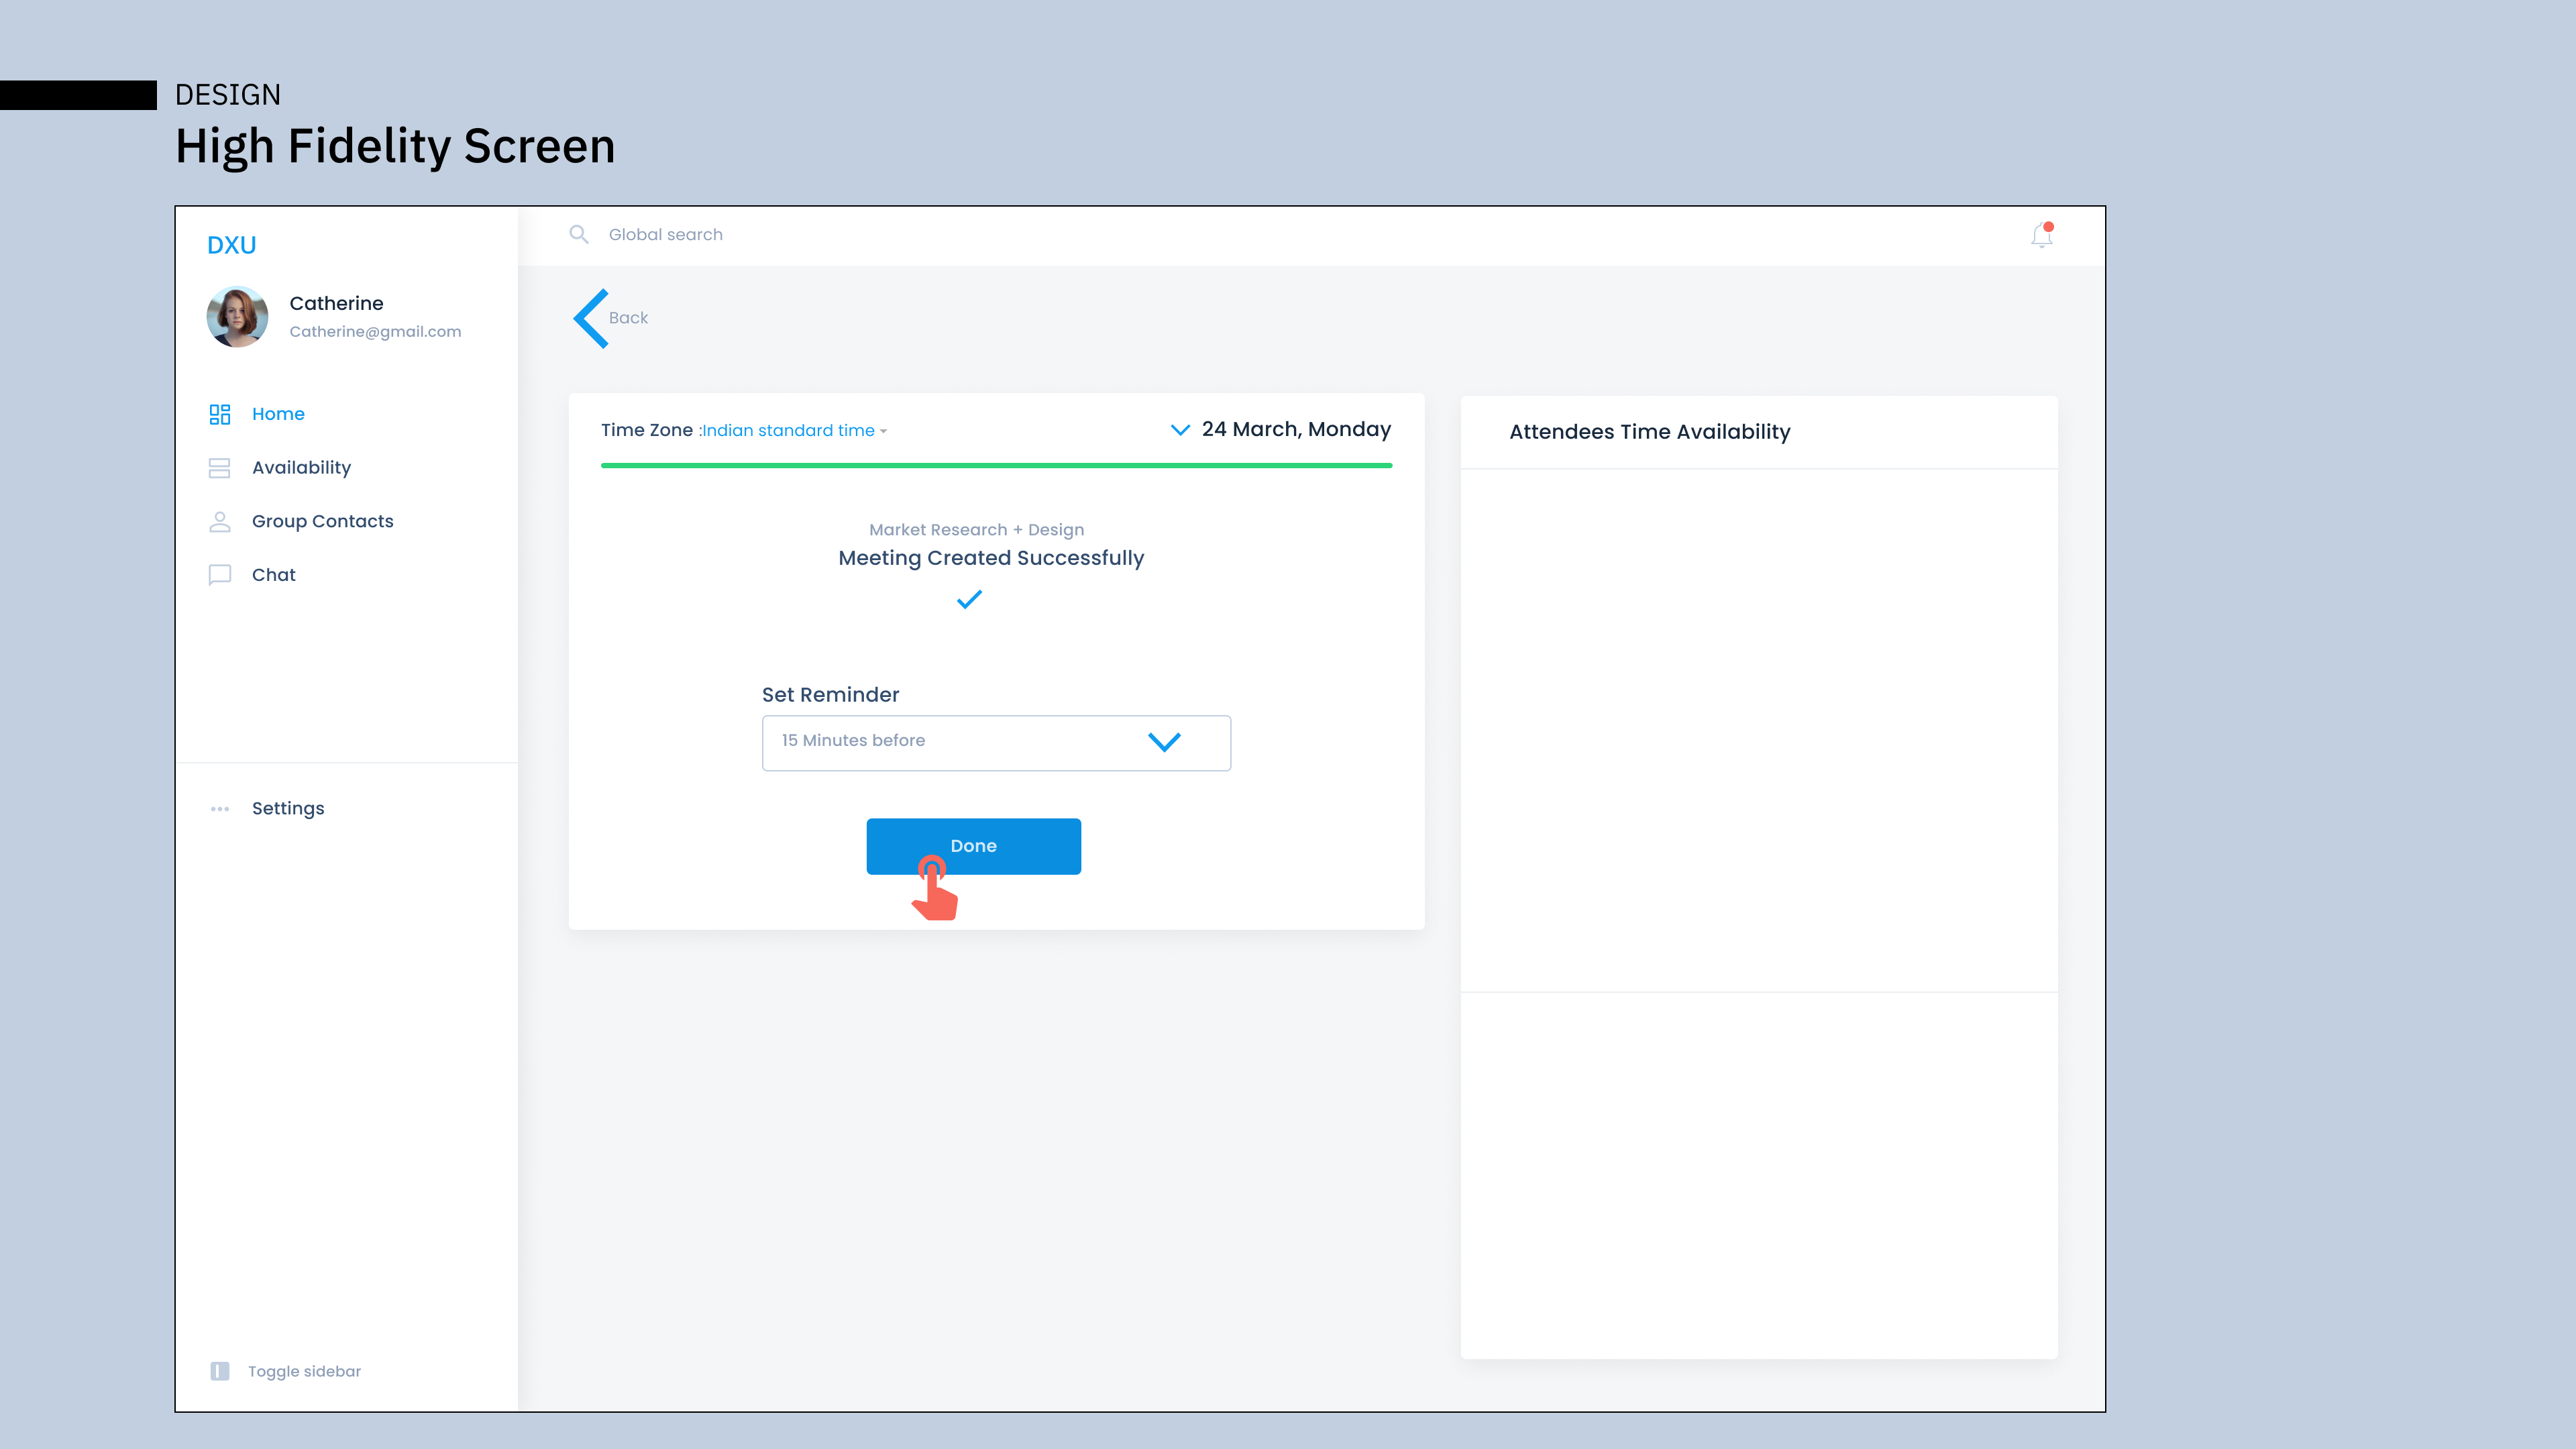 DESIGN
High Fidelity Screen
DXU
Global search
Catherine
Catherine@gmail.com
Back
Home
Availability
Group Contacts
Chat
Settings
Toggle sidebar
Time Zone :Indian standard time
24 March, Monday
Market Research + Design
Meeting Created Successfully
Set Reminder
15 Minutes before
Done
Attendees Time Availability